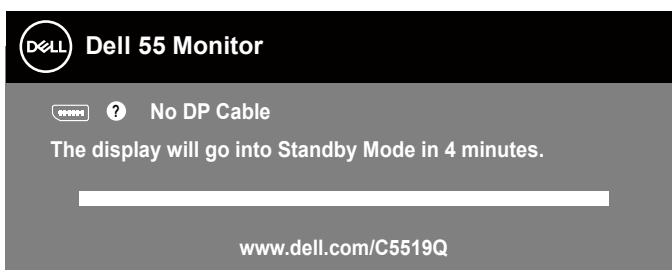 DELL
Dell 55 Monitor
? No DP Cable
The display will go into Standby Mode in 4 minutes.
www.dell.com/C5519Q